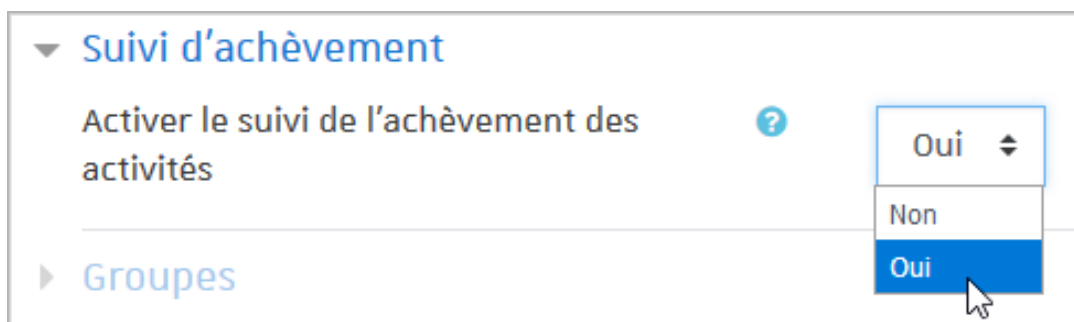 Suivi d'achèvement
Activer le suivi de l'achèvement des
activités
?
Oui
Non
Oui
Groupes